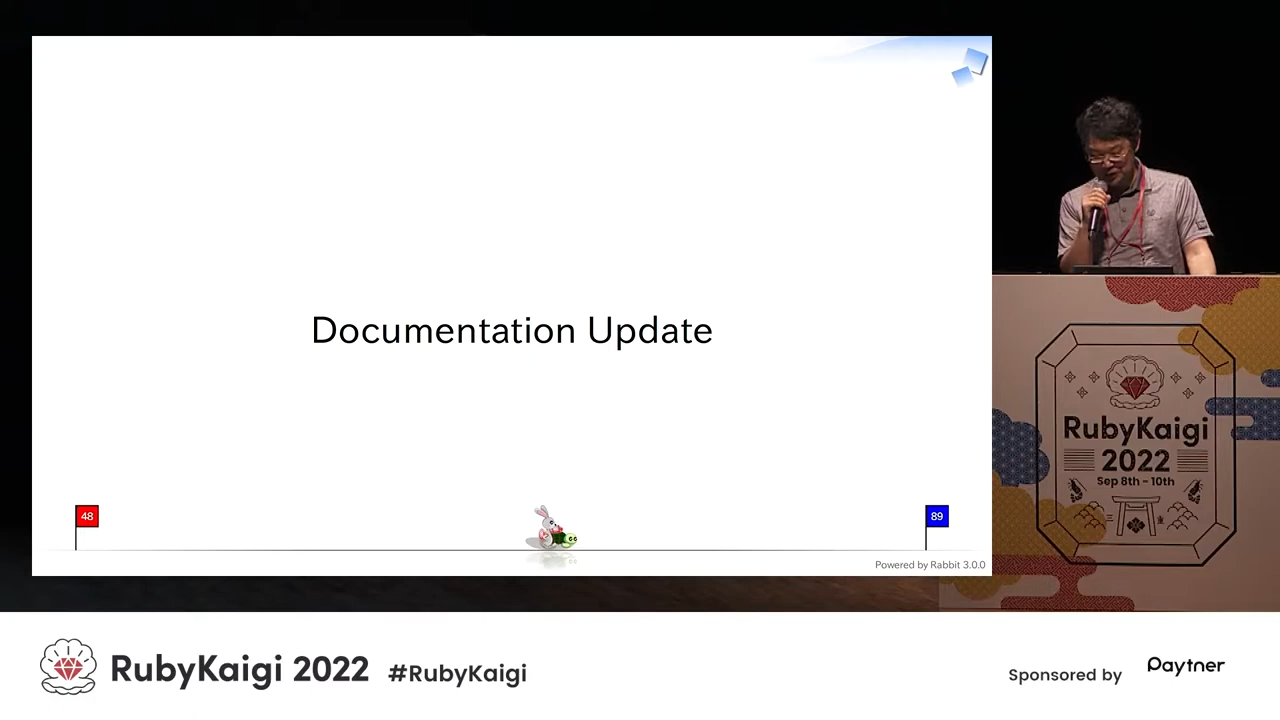 Documentation Update
48
89
Powered by Rabbit 3.0.0
RubyKaigi
2022
Sep 8th - 10th
RubyKaigi 2022 #RubyKaigi
Sponsored by Paytner